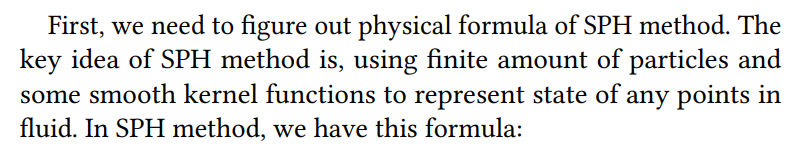 First, we need to figure out physical formula of SPH method. The
key idea of SPH method is, using finite amount of particles and
some smooth kernel functions to represent state of any points in
fluid. In SPH method, we have this formula: